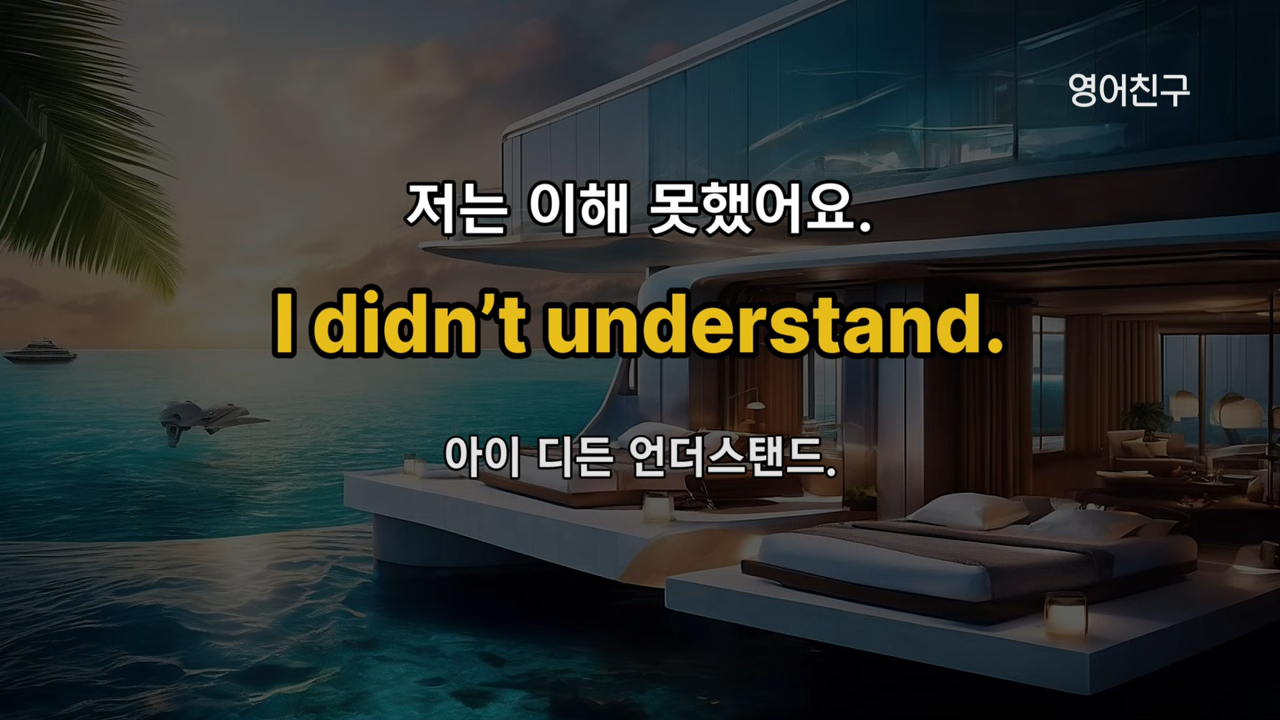 영어친구
저는 이해 못했어요.
I didn’t understand.
아이 디든 언더스탠드.